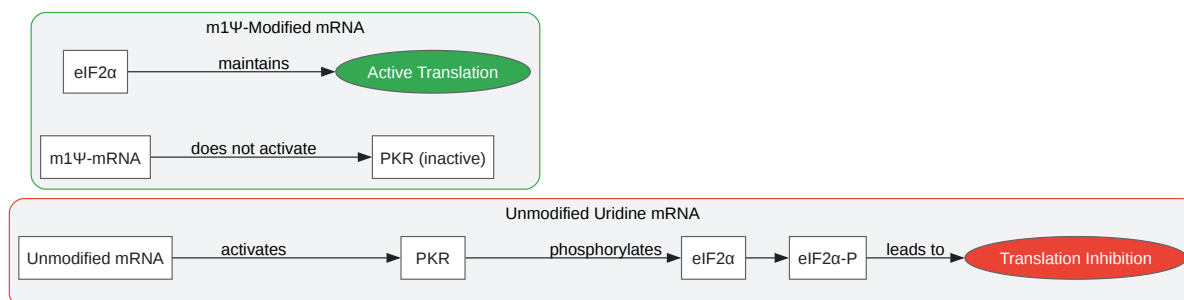 m1Ψ-Modified mRNA
eIF2α
maintains
Active Translation
m1Ψ-mRNA
does not activate
PKR (inactive)
Unmodified Uridine mRNA
Unmodified mRNA
activates
PKR
phosphorylates
eIF2α
eIF2α-P
leads to
Translation Inhibition